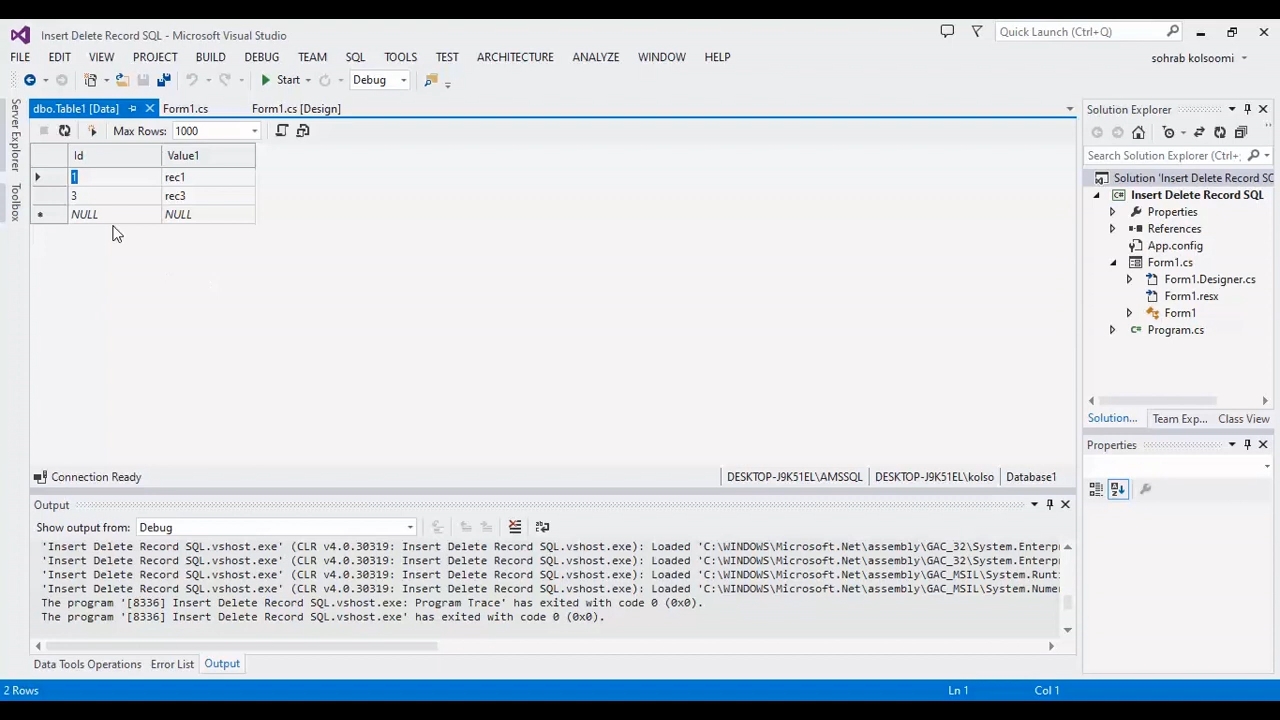 Insert Delete Record SQL - Microsoft Visual Studio
Quick Launch (Ctrl+Q)
FILE EDIT VIEW PROJECT BUILD DEBUG TEAM SQL TOOLS TEST ARCHITECTURE ANALYZE WINDOW HELP
sohrab kolsoomi
Start Debug
Server Explorer
Toolbox
dbo.Table1 [Data] Form1.cs Form1.cs [Design]
Max Rows: 1000
Id Value1
1 rec1
3 rec3
NULL NULL
Connection Ready DESKTOP-J9K51EL\AMSSQL DESKTOP-J9K51EL\kolso Database1
Solution Explorer
Search Solution Explorer (Ctrl+;
Solution 'Insert Delete Record SC
Insert Delete Record SQL
Properties
References
App.config
Form1.cs
Form1.Designer.cs
Form1.resx
Form1
Program.cs
Solution... Team Exp... Class View
Properties
Output
Show output from: Debug
'Insert Delete Record SQL.vshost.exe' (CLR v4.0.30319: Insert Delete Record SQL.vshost.exe): Loaded 'C:\WINDOWS\Microsoft.Net\assembly\GAC_32\System.Enterp
'Insert Delete Record SQL.vshost.exe' (CLR v4.0.30319: Insert Delete Record SQL.vshost.exe): Loaded 'C:\WINDOWS\Microsoft.Net\assembly\GAC_32\System.Enterp
'Insert Delete Record SQL.vshost.exe' (CLR v4.0.30319: Insert Delete Record SQL.vshost.exe): Loaded 'C:\WINDOWS\Microsoft.Net\assembly\GAC_MSIL\System.Runt
'Insert Delete Record SQL.vshost.exe' (CLR v4.0.30319: Insert Delete Record SQL.vshost.exe): Loaded 'C:\WINDOWS\Microsoft.Net\assembly\GAC_MSIL\System.Nume
The program '[8336] Insert Delete Record SQL.vshost.exe: Program Trace' has exited with code 0 (0x0).
The program '[8336] Insert Delete Record SQL.vshost.exe' has exited with code 0 (0x0).
Data Tools Operations Error List Output
2 Rows Ln 1 Col 1